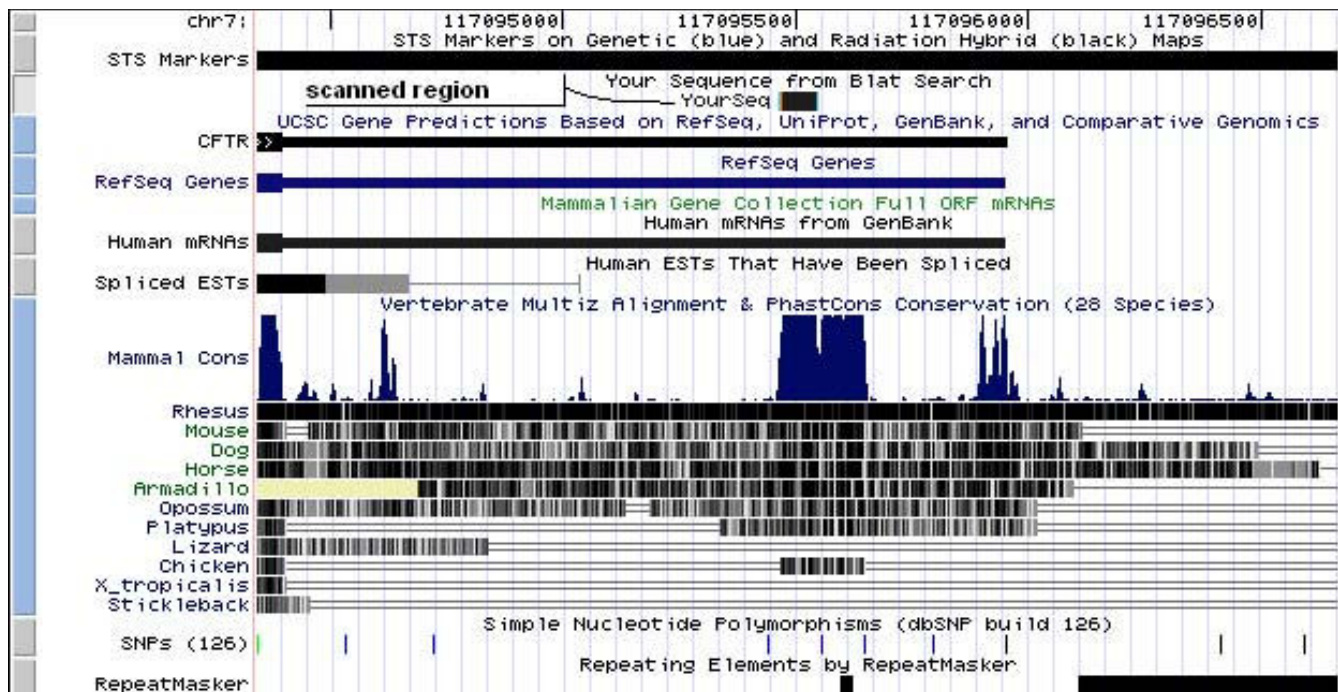 chr7: 117095000 117095500 117096000 117096500
STS Markers on Genetic (blue) and Radiation Hybrid (black) Maps
STS Markers
Your Sequence from Blat Search
scanned region YourSeq
UCSC Gene Predictions Based on RefSeq, UniProt, GenBank, and Comparative Genomics
CFTR
RefSeq Genes
RefSeq Genes
Mammalian Gene Collection Full ORF mRNAs
Human mRNAs from GenBank
Human mRNAs
Human ESTs That Have Been Spliced
Spliced ESTs
Vertebrate Multiz Alignment & PhastCons Conservation (28 Species)
Mammal Cons
Rhesus
Mouse
Dog
Horse
Armadillo
Opossum
Platypus
Lizard
Chicken
X_tropicalis
Stickleback
Simple Nucleotide Polymorphisms (dbSNP build 126)
SNPs (126)
Repeating Elements by RepeatMasker
RepeatMasker